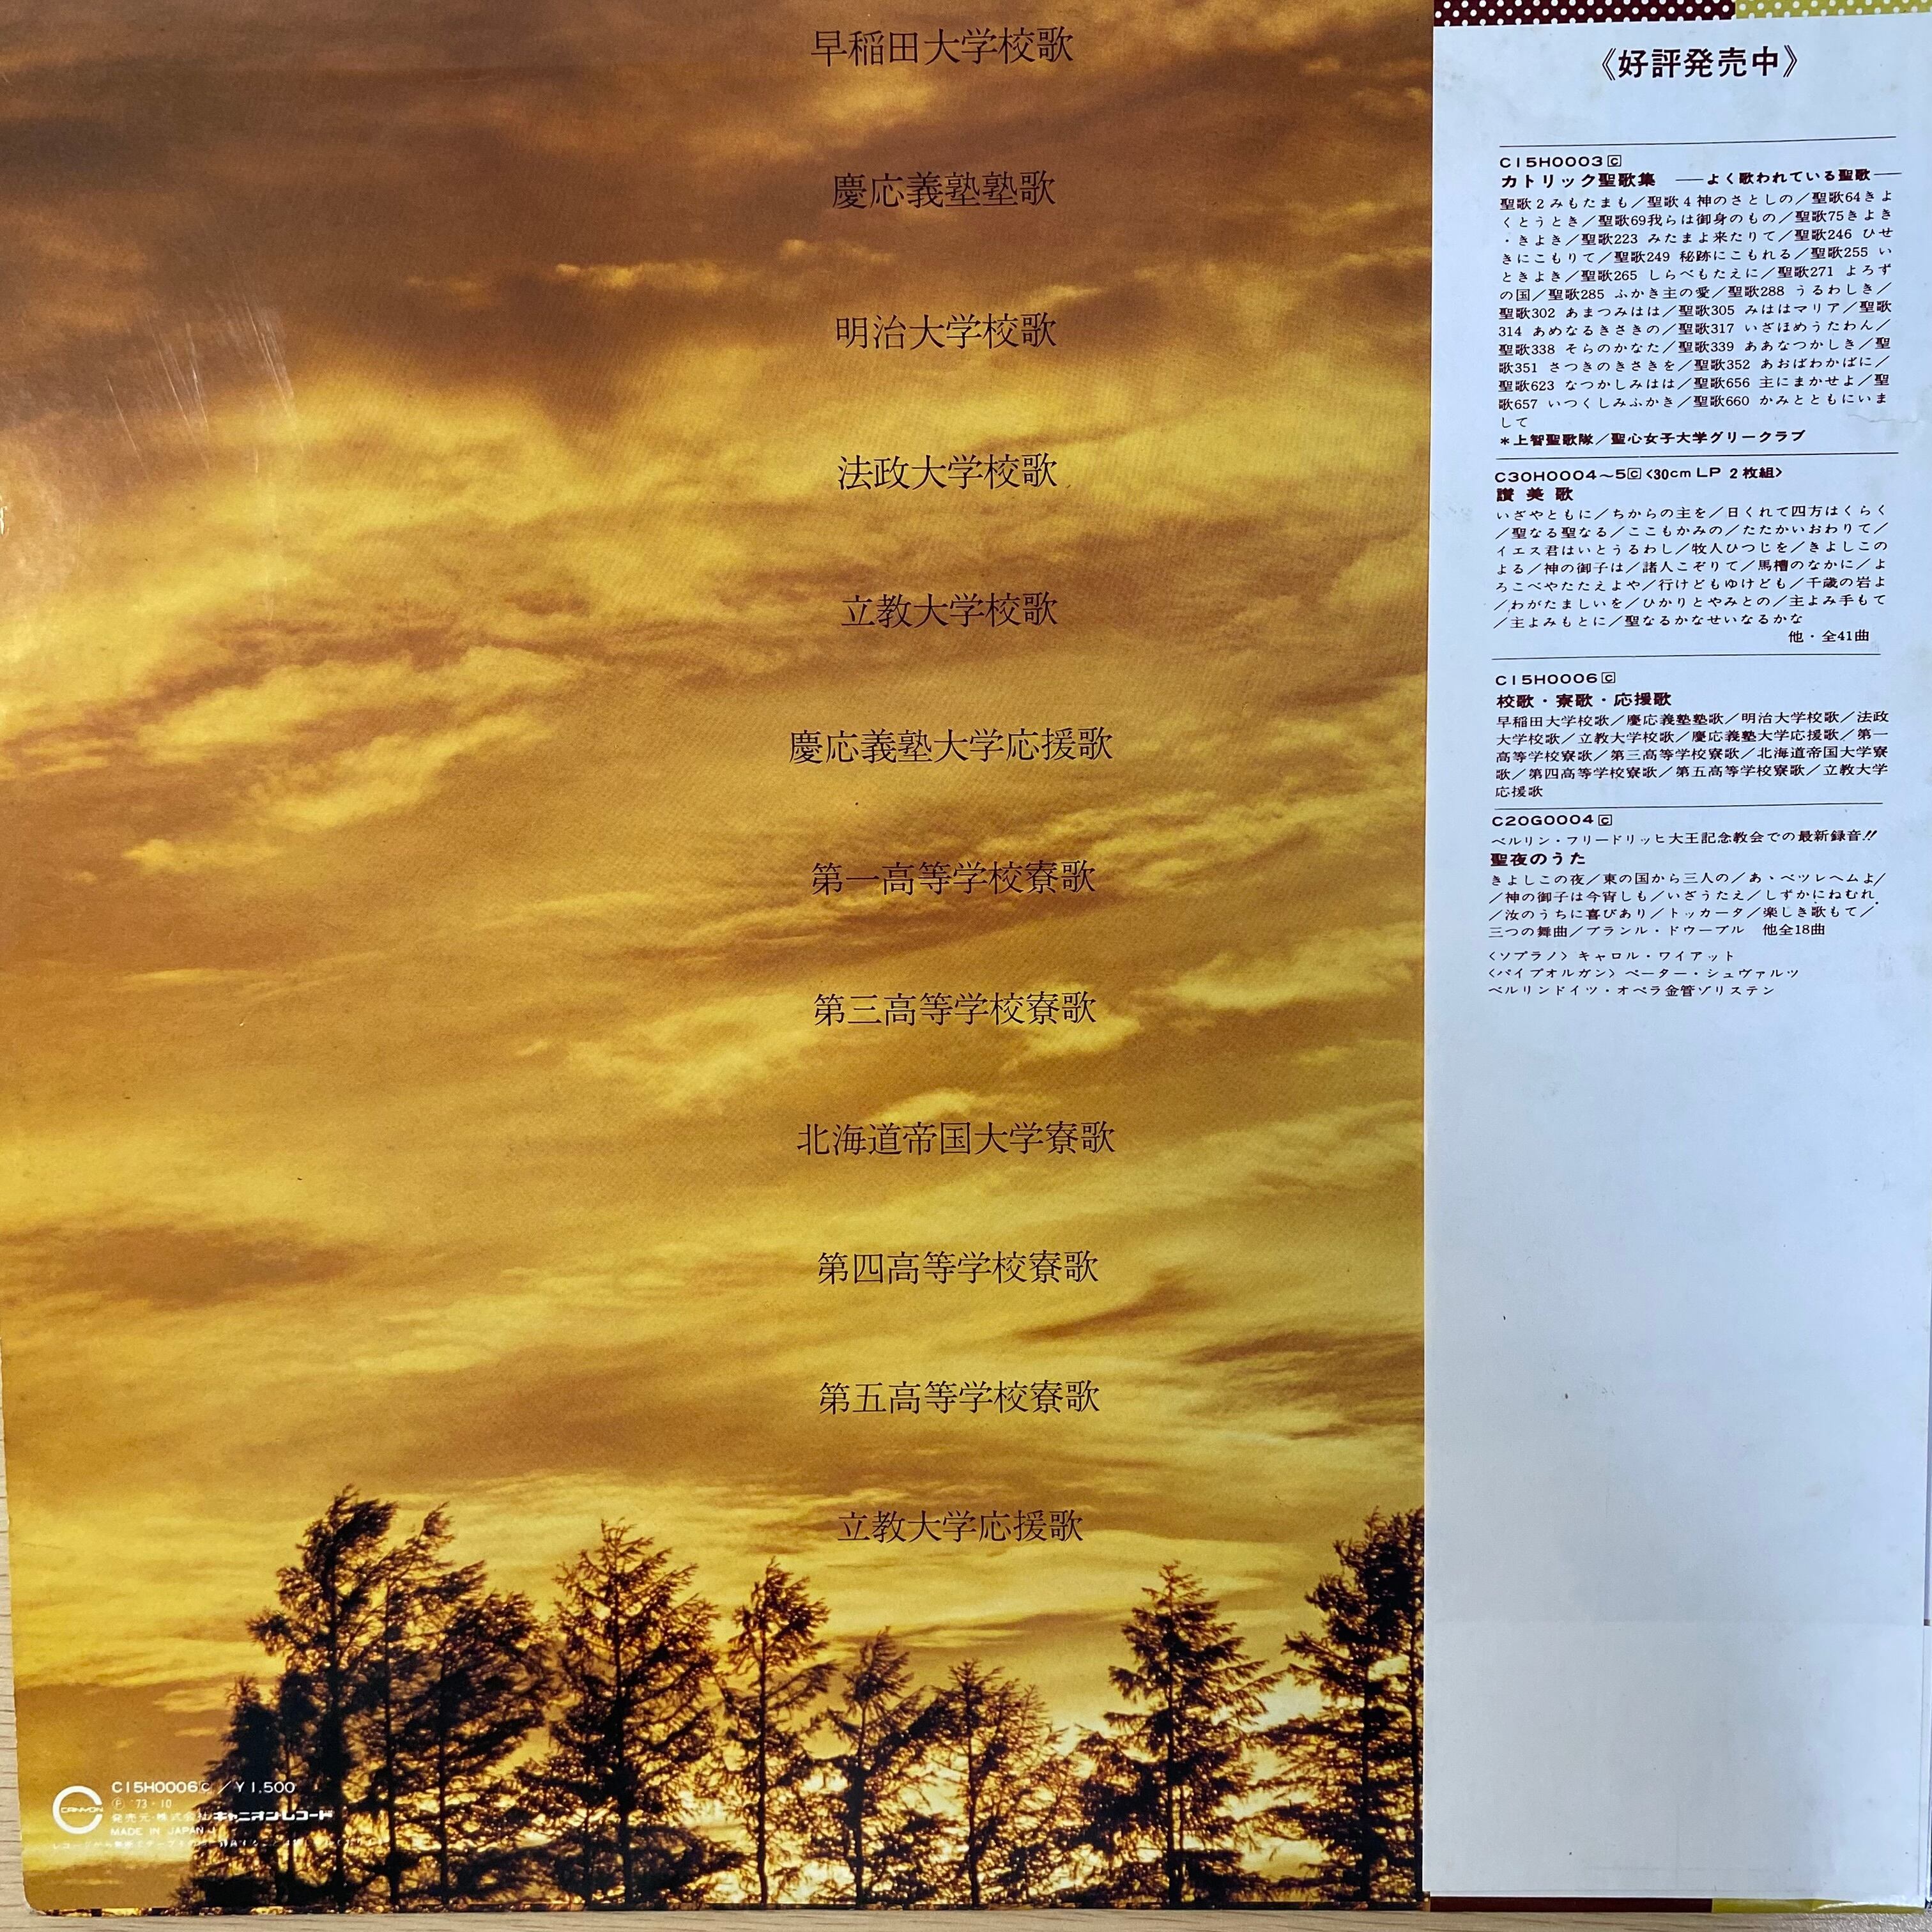 早稲田大学校歌
慶応義塾塾歌
明治大学校歌
法政大学校歌
立教大学校歌
慶応義塾大学応援歌
第一高等学校寮歌
第三高等学校寮歌
北海道帝国大学寮歌
第四高等学校寮歌
第五高等学校寮歌
立教大学応援歌
CANYON
C15H0006 C ／¥1,500
Ⓟ '73・10
発売元・株式会社キャニオン・レコード
MADE IN JAPAN
《好評発売中》
C15H0003 C
カトリック聖歌集 ──よく歌われている聖歌──
聖歌2みもたまも／聖歌4神のさとしの／聖歌64きよ
くとうとき／聖歌69我らは御身のもの／聖歌75きよき
・きよき／聖歌223 みたまよ来たりて／聖歌246 ひせ
きにこもりて／聖歌249 秘跡にこもれる／聖歌255 い
ときよき／聖歌265 しらべもたえに／聖歌271 よろず
の国／聖歌285 ふかき主の愛／聖歌288 うるわしき／
聖歌302 あまつみはは／聖歌305 みははマリア／聖歌
314 あめなるきさきの／聖歌317 いざほめうたわん／
聖歌338 そらのかなた／聖歌339 ああなつかしき／聖
歌351 さつきのきさきを／聖歌352 あおばわかばに／
聖歌623 なつかしみはは／聖歌656 主にまかせよ／聖
歌657 いつくしみふかき／聖歌660 かみとともにいま
して
＊上智聖歌隊／聖心女子大学グリークラブ
C30H0004〜5 C〈30cm LP 2枚組〉
讃美歌
いざやともに／ちからの主を／日くれて四方はくらく
／聖なる聖なる／ここもかみの／たたかいおわりて／
イエス君はいとうるわし／牧人ひつじを／きよしこの
よる／神の御子は／諸人こぞりて／馬槽のなかに／よ
ろこべやたたえよや／行けどもゆけども／千歳の岩よ
／わがたましいを／ひかりとやみとの／主よみ手もて
／主よみもとに／聖なるかなせいなるかな
他・全41曲
C15H0006 C
校歌・寮歌・応援歌
早稲田大学校歌／慶応義塾塾歌／明治大学校歌／法政
大学校歌／立教大学校歌／慶応義塾大学応援歌／第一
高等学校寮歌／第三高等学校寮歌／北海道帝国大学寮
歌／第四高等学校寮歌／第五高等学校寮歌／立教大学
応援歌
C20G0004 C
ベルリン・フリードリッヒ大王記念教会での最新録音!!
聖夜のうた
きよしこの夜／東の国から三人の／あゝベツレヘムよ／
／神の御子は今宵しも／いざうたえ／しずかにねむれ
／汝のうちに喜びあり／トッカータ／楽しき歌もて／
三つの舞曲／ブランル・ドウーブル 他全18曲
〈ソプラノ〉キャロル・ワイアット
〈パイプオルガン〉ペーター・シュヴァルツ
ベルリンドイツ・オペラ金管ゾリステン